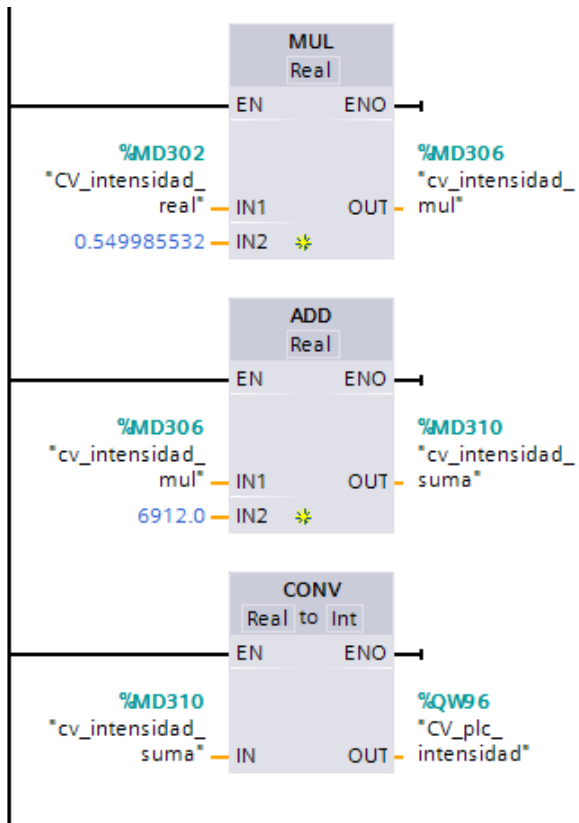 MUL
Real
EN ENO
%MD302
"CV_intensidad_
real" IN1
0.549985532 IN2
%MD306
"cv_intensidad_
OUT mul"
ADD
Real
EN ENO
%MD306
"cv_intensidad_
mul" IN1
6912.0 IN2
%MD310
"cv_intensidad_
OUT suma"
CONV
Real to Int
EN ENO
%MD310
"cv_intensidad_
suma" IN
%QW96
"CV_plc_
OUT intensidad"